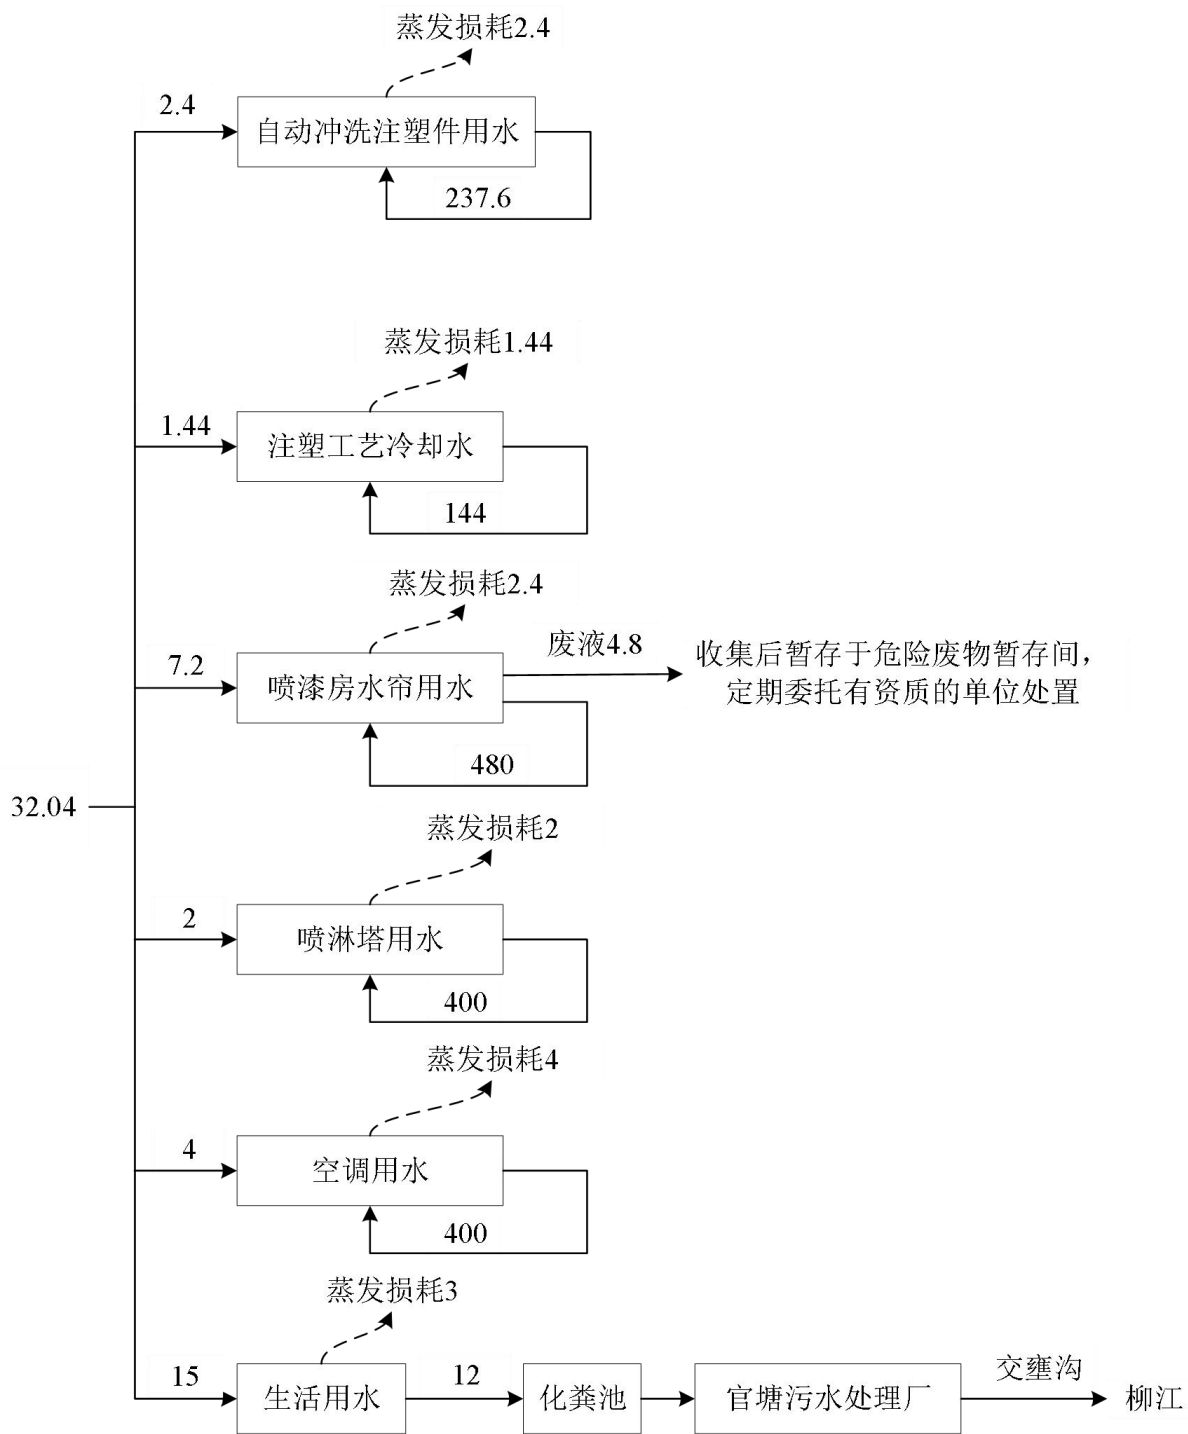 蒸发损耗2.4
2.4
自动冲洗注塑件用水
237.6
蒸发损耗1.44
1.44
注塑工艺冷却水
144
蒸发损耗2.4
7.2
喷漆房水帘用水
废液4.8
收集后暂存于危险废物暂存间，
定期委托有资质的单位处置
480
32.04
蒸发损耗2
2
喷淋塔用水
400
蒸发损耗4
4
空调用水
400
蒸发损耗3
15
生活用水
12
化粪池
官塘污水处理厂
交壅沟
柳江